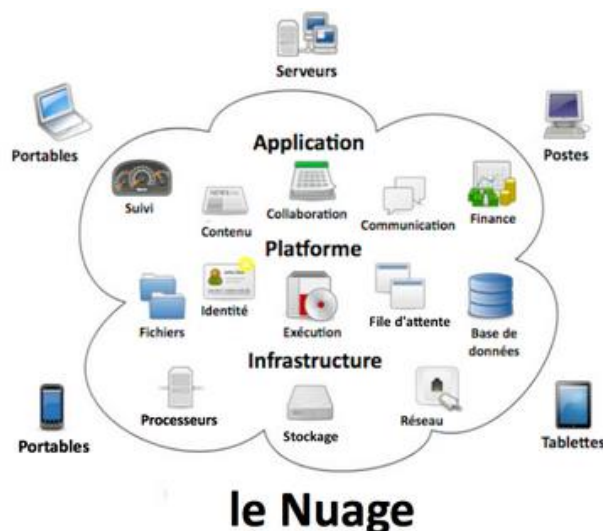 Serveurs
Portables
Postes
Application
Suivi
Contenu
NEWS
Collaboration
Communication
Finance
Platforme
Fichiers
Identité
Exécution
File d'attente
Base de
données
Infrastructure
Processeurs
Stockage
Réseau
Portables
Tablettes
le Nuage